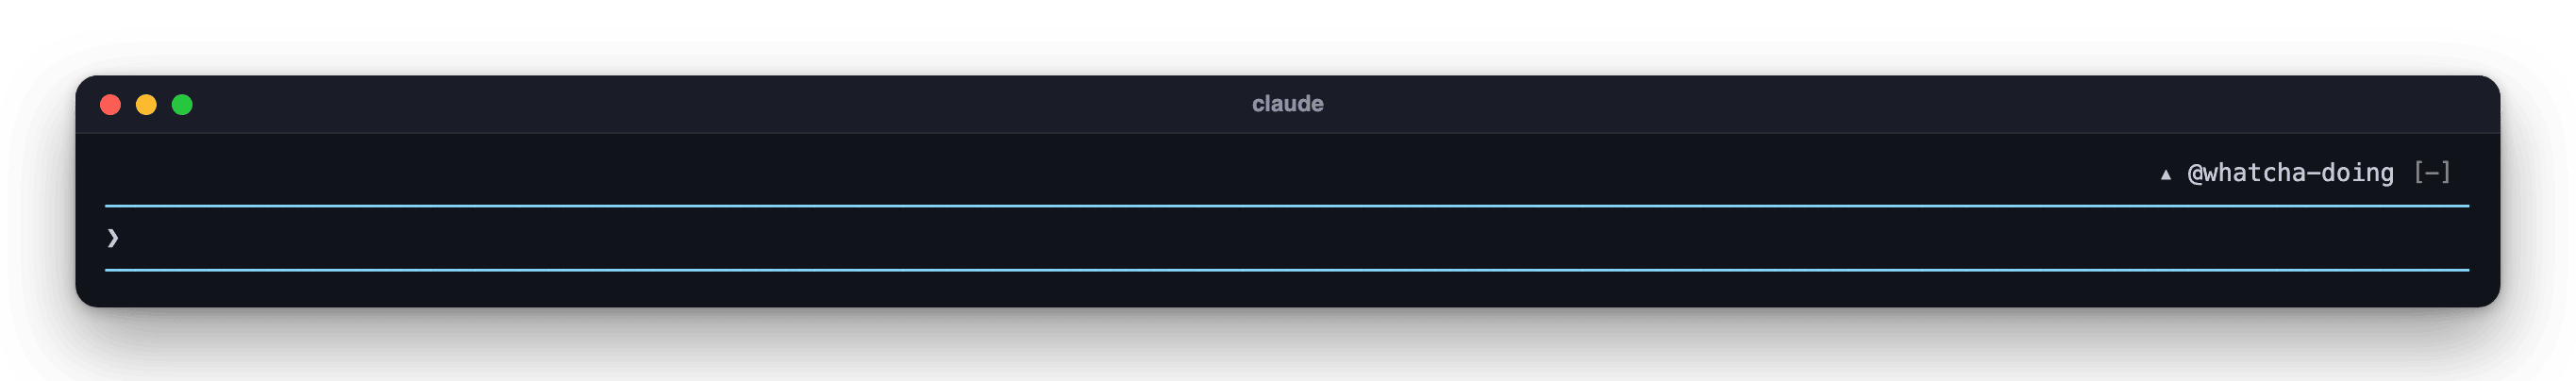 claude
▲ @whatcha-doing [-]
❯